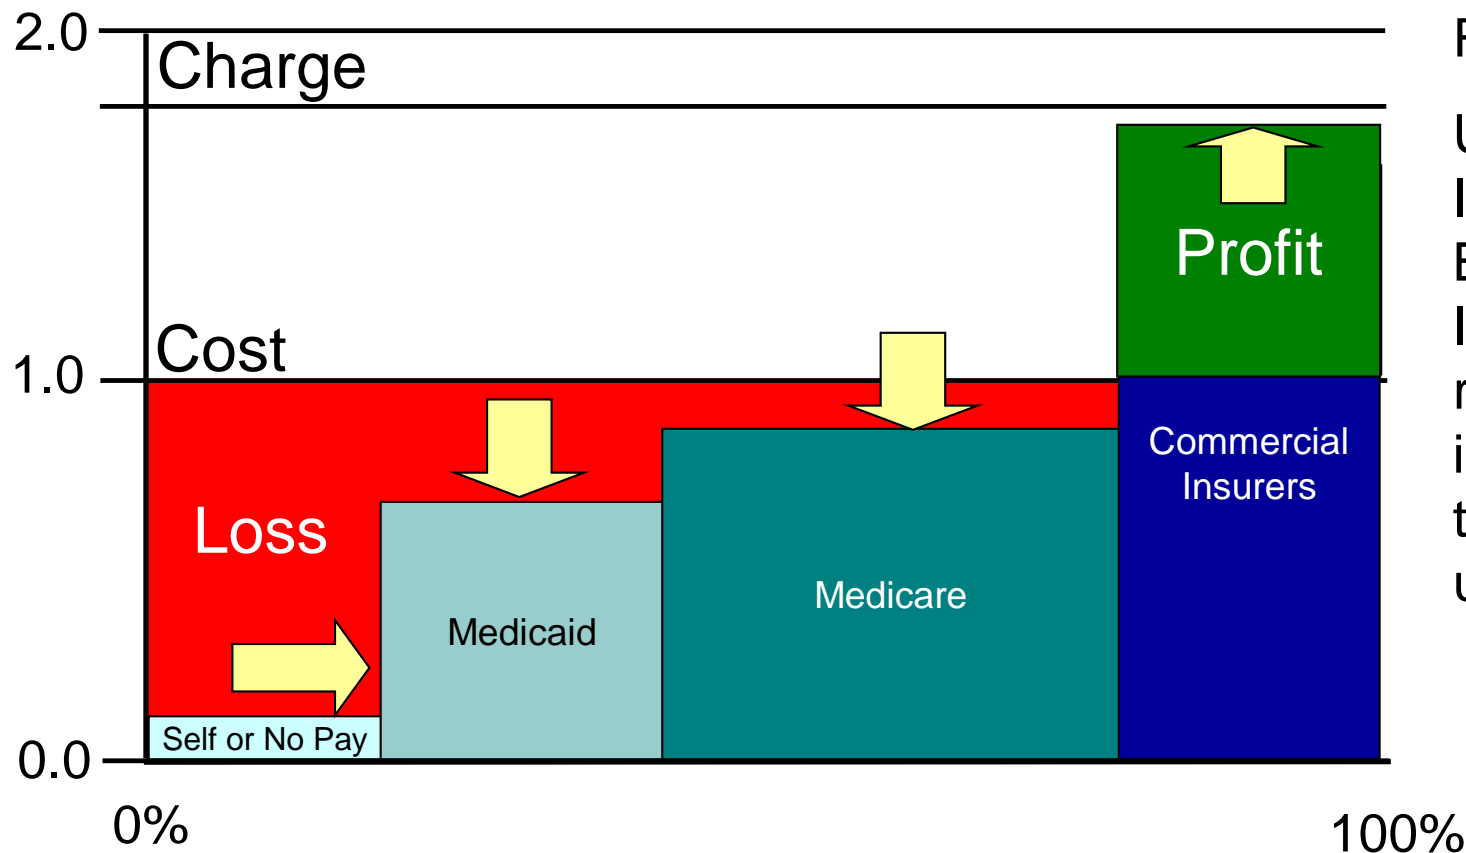 2.0
Charge
Cost
1.0
Profit
Commercial
Insurers
Loss
Medicare
Medicaid
Self or No Pay
0.0
0%
100%